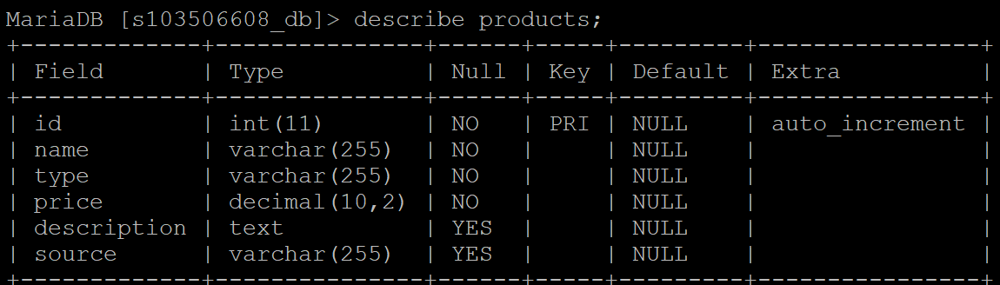 MariaDB [s103506608_db]> describe products;
+-------------+---------------+------+-----+---------+----------------+
| Field       | Type          | Null | Key | Default | Extra          |
+-------------+---------------+------+-----+---------+----------------+
| id          | int(11)       | NO   | PRI | NULL    | auto_increment |
| name        | varchar(255)  | NO   |     | NULL    |                |
| type        | varchar(255)  | NO   |     | NULL    |                |
| price       | decimal(10,2) | NO   |     | NULL    |                |
| description | text          | YES  |     | NULL    |                |
| source      | varchar(255)  | YES  |     | NULL    |                |
+-------------+---------------+------+-----+---------+----------------+